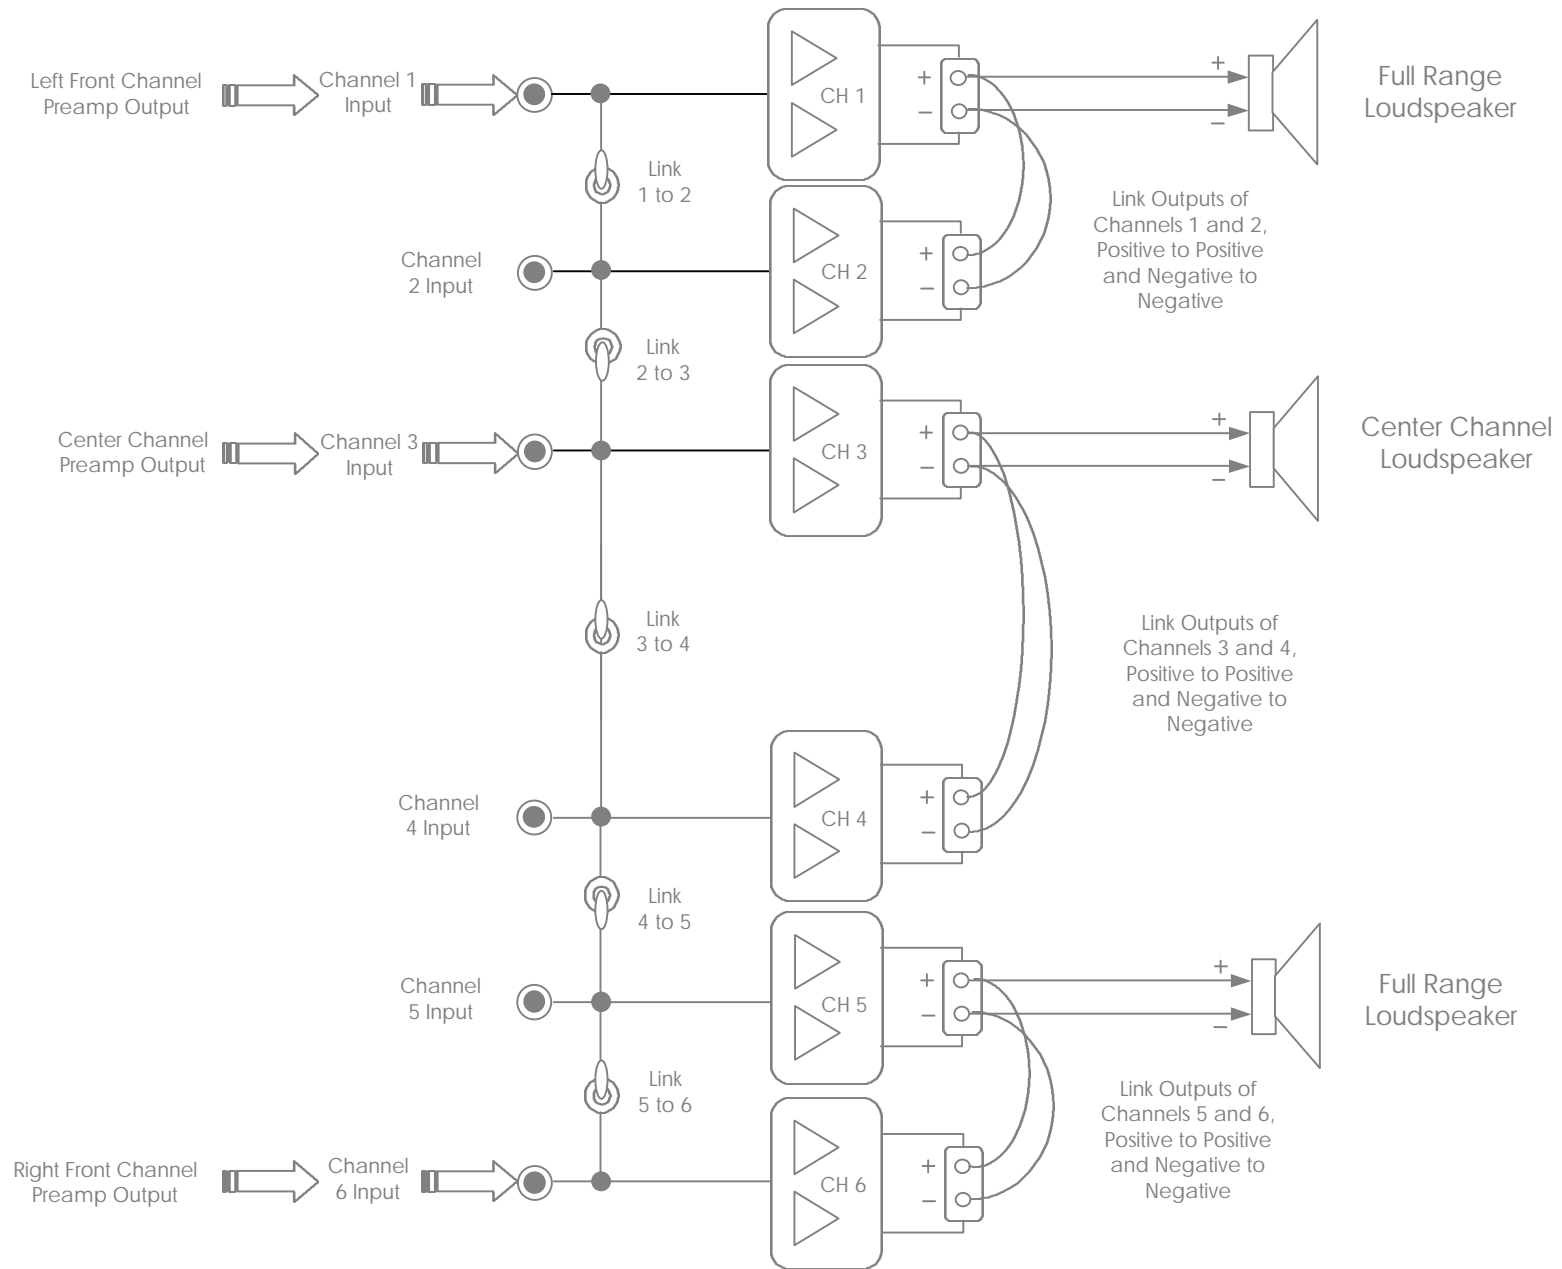 Left Front Channel
Preamp Output
Channel 1
Input
CH 1
+
−
+
−
Full Range
Loudspeaker
Link
1 to 2
Link Outputs of
Channels 1 and 2,
Positive to Positive
and Negative to
Negative
Channel
2 Input
CH 2
+
−
Link
2 to 3
Center Channel
Preamp Output
Channel 3
Input
CH 3
+
−
+
−
Center Channel
Loudspeaker
Link
3 to 4
Link Outputs of
Channels 3 and 4,
Positive to Positive
and Negative to
Negative
Channel
4 Input
CH 4
+
−
Link
4 to 5
Channel
5 Input
CH 5
+
−
+
−
Full Range
Loudspeaker
Link
5 to 6
Link Outputs of
Channels 5 and 6,
Positive to Positive
and Negative to
Negative
Right Front Channel
Preamp Output
Channel
6 Input
CH 6
+
−